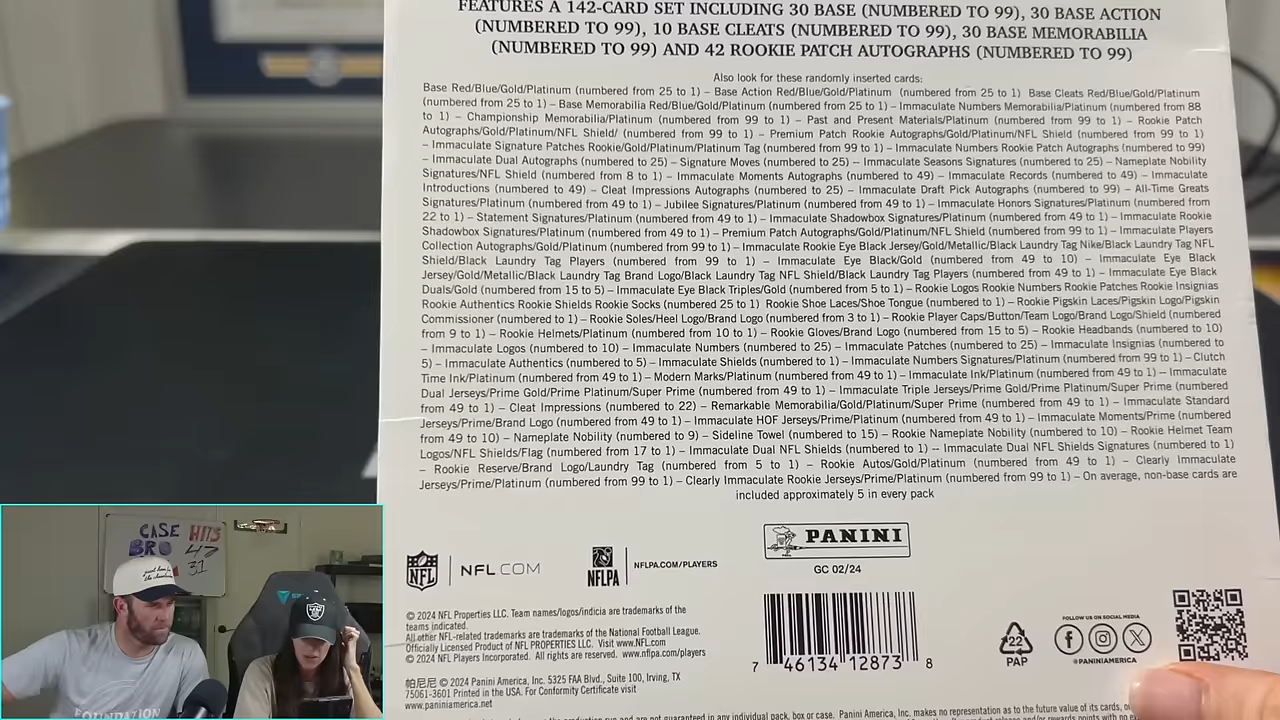 FEATURES A 142-CARD SET INCLUDING 30 BASE (NUMBERED TO 99), 30 BASE ACTION
(NUMBERED TO 99), 10 BASE CLEATS (NUMBERED TO 99), 30 BASE MEMORABILIA
(NUMBERED TO 99) AND 42 ROOKIE PATCH AUTOGRAPHS (NUMBERED TO 99)
Also look for these randomly inserted cards:
Base Red/Blue/Gold/Platinum (numbered from 25 to 1) – Base Action Red/Blue/Gold/Platinum (numbered from 25 to 1) Base Cleats Red/Blue/Gold/Platinum
(numbered from 25 to 1) – Base Memorabilia Red/Blue/Gold/Platinum (numbered from 25 to 1) – Immaculate Numbers Memorabilia/Platinum (numbered from 88
to 1) – Championship Memorabilia/Platinum (numbered from 99 to 1) – Past and Present Materials/Platinum (numbered from 99 to 1) – Rookie Patch
Autographs/Gold/Platinum/NFL Shield/ (numbered from 99 to 1) – Premium Patch Rookie Autographs/Gold/Platinum/NFL Shield (numbered from 99 to 1)
– Immaculate Signature Patches Rookie/Gold/Platinum/Platinum Tag (numbered from 99 to 1) – Immaculate Numbers Rookie Patch Autographs (numbered to 99)
– Immaculate Dual Autographs (numbered to 25) – Signature Moves (numbered to 25) – Immaculate Seasons Signatures (numbered to 25) – Nameplate Nobility
Signatures/NFL Shield (numbered from 8 to 1) – Immaculate Moments Autographs (numbered to 49) – Immaculate Records (numbered to 49) – Immaculate
Introductions (numbered to 49) – Cleat Impressions Autographs (numbered to 25) – Immaculate Draft Pick Autographs (numbered to 99) – All-Time Greats
Signatures/Platinum (numbered from 49 to 1) – Jubilee Signatures/Platinum (numbered from 49 to 1) – Immaculate Honors Signatures/Platinum (numbered from
22 to 1) – Statement Signatures/Platinum (numbered from 49 to 1) – Immaculate Shadowbox Signatures/Platinum (numbered from 49 to 1) – Immaculate Rookie
Shadowbox Signatures/Platinum (numbered from 49 to 1) – Premium Patch Autographs/Gold/Platinum/NFL Shield (numbered from 99 to 1) – Immaculate Players
Collection Autographs/Gold/Platinum (numbered from 99 to 1) – Immaculate Rookie Eye Black Jersey/Gold/Metallic/Black Laundry Tag Nike/Black Laundry Tag NFL
Shield/Black Laundry Tag Players (numbered from 99 to 1) – Immaculate Eye Black/Gold (numbered from 49 to 10) – Immaculate Eye Black
Jersey/Gold/Metallic/Black Laundry Tag Brand Logo/Black Laundry Tag NFL Shield/Black Laundry Tag Players (numbered from 49 to 1) – Immaculate Eye Black
Duals/Gold (numbered from 15 to 5) – Immaculate Eye Black Triples/Gold (numbered from 5 to 1) – Rookie Logos Rookie Numbers Rookie Patches Rookie Insignias
Rookie Authentics Rookie Shields Rookie Socks (numbered 25 to 1) Rookie Shoe Laces/Shoe Tongue (numbered to 1) – Rookie Pigskin Laces/Pigskin Logo/Pigskin
Commissioner (numbered to 1) – Rookie Soles/Heel Logo/Brand Logo (numbered from 3 to 1) – Rookie Player Caps/Button/Team Logo/Brand Logo/Shield (numbered
from 9 to 1) – Rookie Helmets/Platinum (numbered from 10 to 1) – Rookie Gloves/Brand Logo (numbered from 15 to 5) – Rookie Headbands (numbered to 10)
– Immaculate Logos (numbered to 10) – Immaculate Numbers (numbered to 25) – Immaculate Patches (numbered to 25) – Immaculate Insignias (numbered to
5) – Immaculate Authentics (numbered to 5) – Immaculate Shields (numbered to 1) – Immaculate Numbers Signatures/Platinum (numbered from 99 to 1) – Clutch
Time Ink/Platinum (numbered from 49 to 1) – Modern Marks/Platinum (numbered from 49 to 1) – Immaculate Ink/Platinum (numbered from 49 to 1) – Immaculate
Dual Jerseys/Prime Gold/Prime Platinum/Super Prime (numbered from 49 to 1) – Immaculate Triple Jerseys/Prime Gold/Prime Platinum/Super Prime (numbered
from 49 to 1) – Cleat Impressions (numbered to 22) – Remarkable Memorabilia/Gold/Platinum/Super Prime (numbered from 49 to 1) – Immaculate Standard
Jerseys/Prime/Brand Logo (numbered from 49 to 1) – Immaculate HOF Jerseys/Prime/Platinum (numbered from 49 to 1) – Immaculate Moments/Prime (numbered
from 49 to 10) – Nameplate Nobility (numbered to 9) – Sideline Towel (numbered to 15) – Rookie Nameplate Nobility (numbered to 10) – Rookie Helmet Team
Logos/NFL Shields/Flag (numbered from 17 to 1) – Immaculate Dual NFL Shields (numbered to 1) – Immaculate Dual NFL Shields Signatures (numbered to 1)
– Rookie Reserve/Brand Logo/Laundry Tag (numbered from 5 to 1) – Rookie Autos/Gold/Platinum (numbered from 49 to 1) – Clearly Immaculate
Jerseys/Prime/Platinum (numbered from 99 to 1) – Clearly Immaculate Rookie Jerseys/Prime/Platinum (numbered from 99 to 1) – On average, non-base cards are
included approximately 5 in every pack
PANINI
GC 02/24
NFL
NFL.COM
NFLPA
NFLPA.COM/PLAYERS
© 2024 NFL Properties LLC. Team names/logos/indicia are trademarks of the
teams indicated.
All other NFL-related trademarks are trademarks of the National Football League.
Officially Licensed Product of NFL PROPERTIES LLC. Visit www.NFL.com
© 2024 NFL Players Incorporated. All rights are reserved. www.nflpa.com/players
帕尼尼 © 2024 Panini America, Inc. 5325 FAA Blvd., Suite 100, Irving, TX
75061-3601 Printed in the USA. For Conformity Certificate visit
www.paniniamerica.net
7 46134 12873 8
22
PAP
FOLLOW US ON SOCIAL MEDIA
@PANINIAMERICA
are not guaranteed in any individual pack, box or case. Panini America, Inc. makes no representation as to the future value of its cards,
CASE HITS
BRO 47
31
FOUNDATION